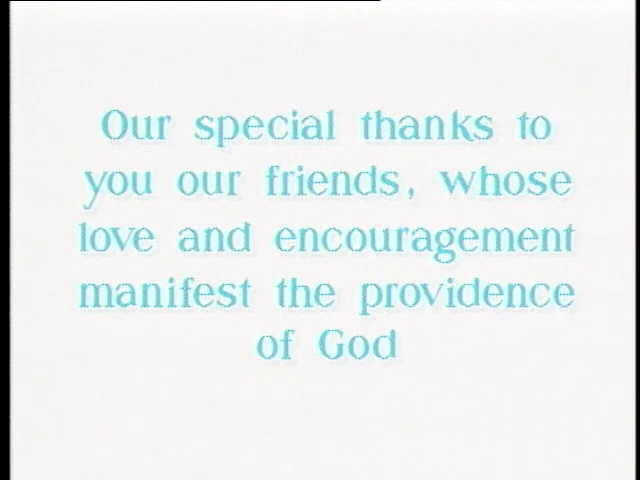 Our special thanks to
you our friends, whose
love and encouragement
manifest the providence
of God